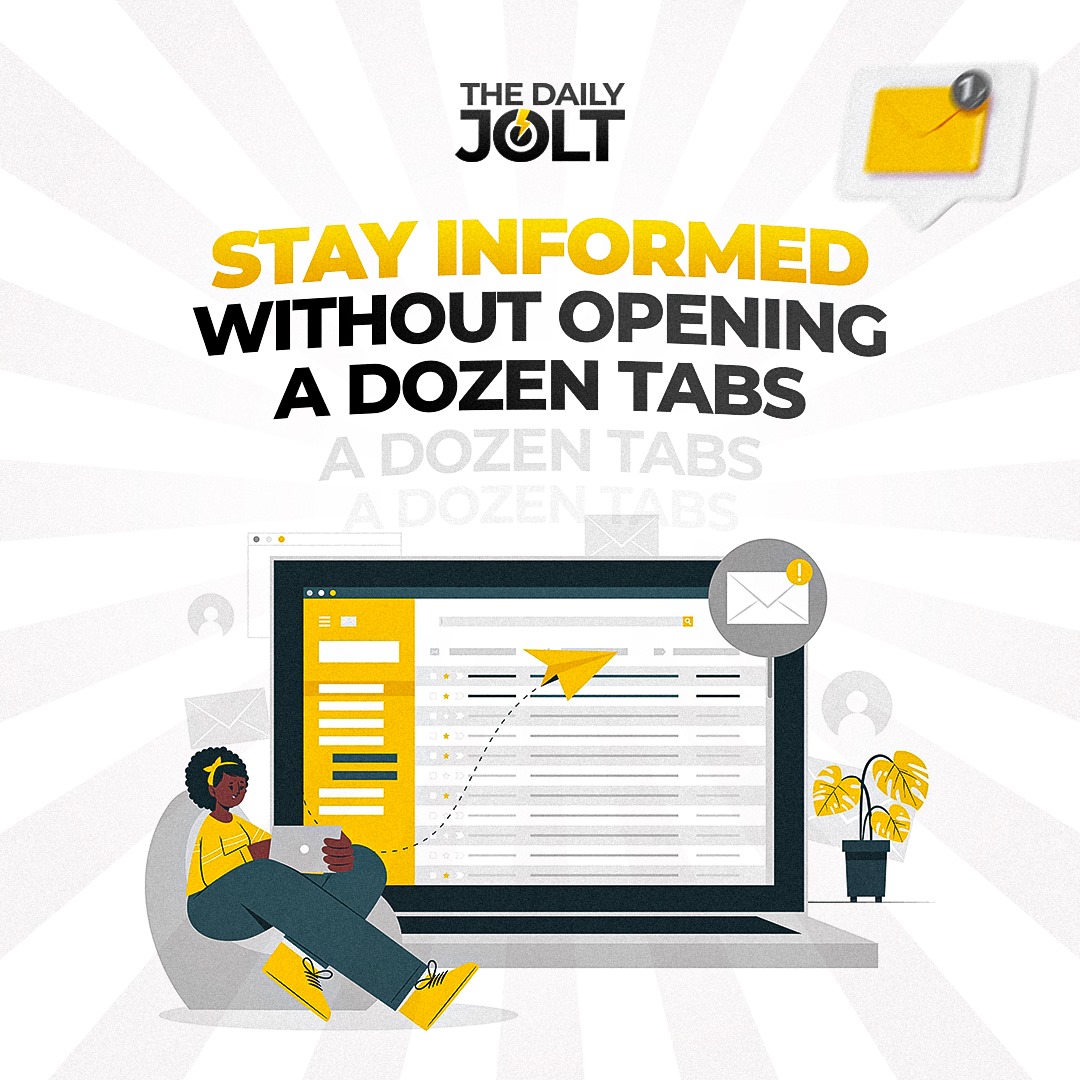 THE DAILY
JOLT
1
STAY INFORMED
WITHOUT OPENING
A DOZEN TABS
A DOZEN TABS
A DOZEN TABS
!